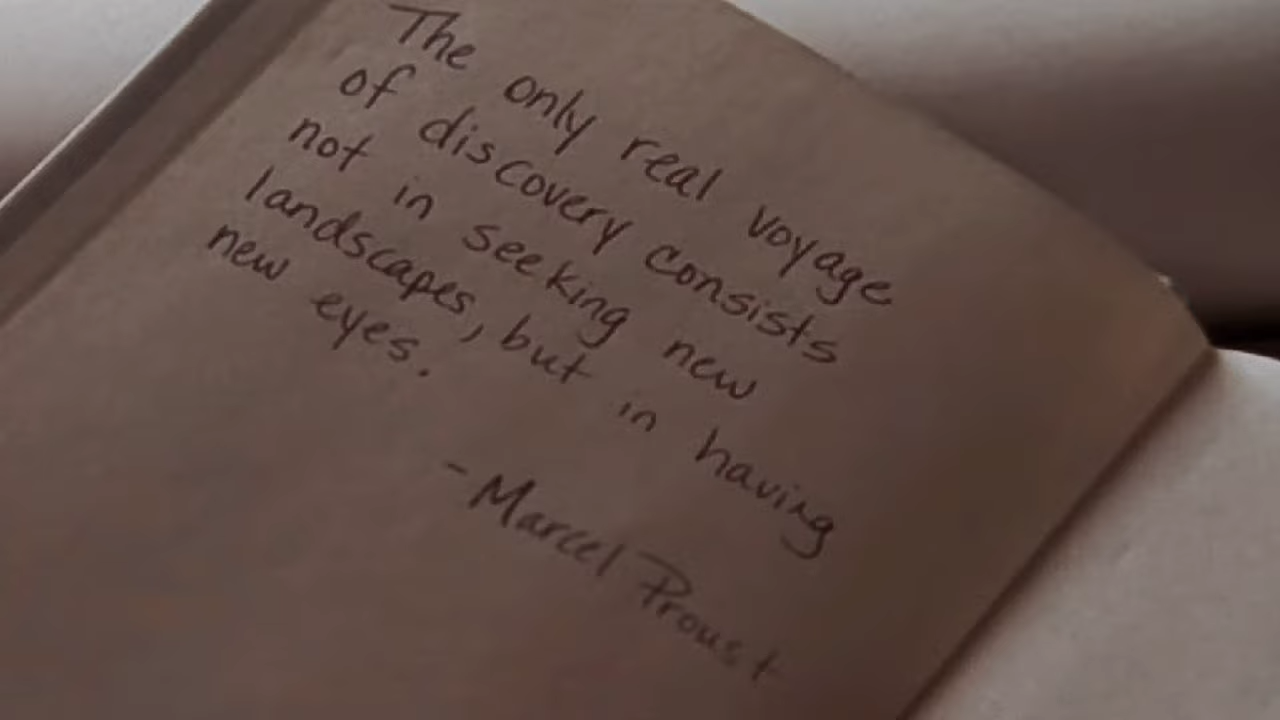 The only real voyage
of discovery consists
not in seeking new
landscapes, but in having
new eyes.
-Marcel Proust